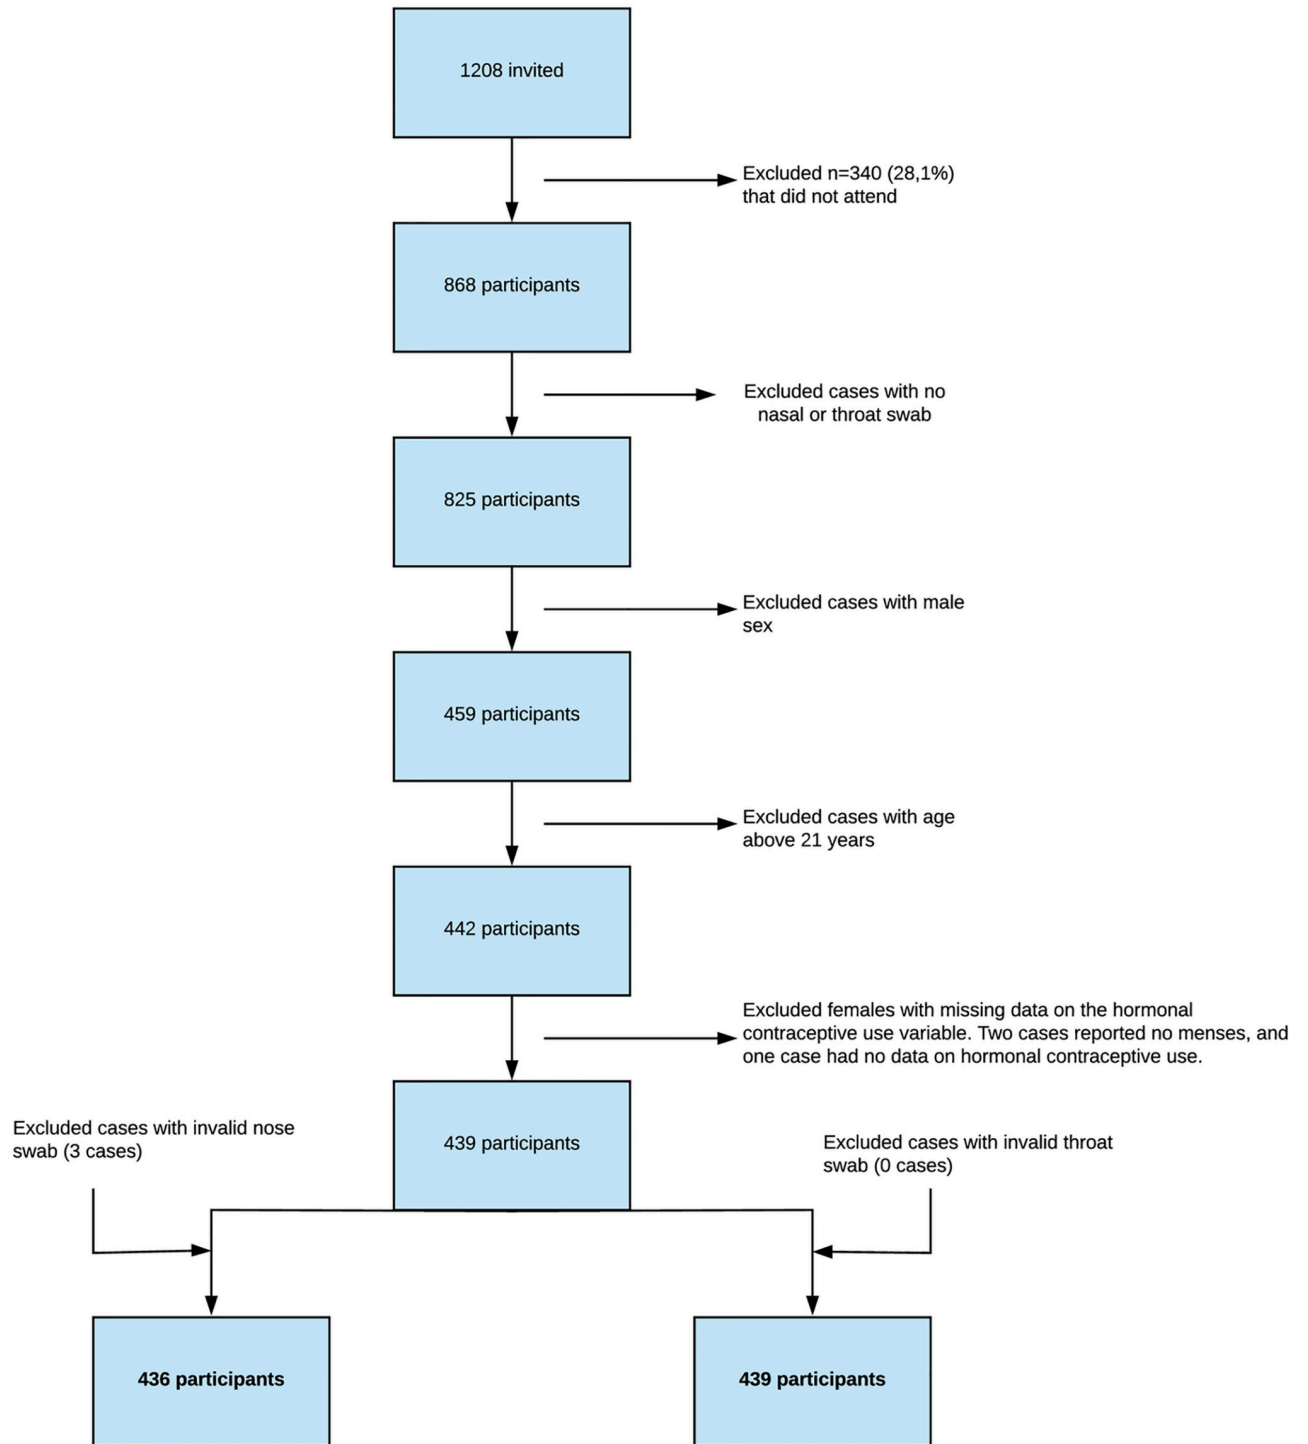 1208 invited
Excluded n=340 (28,1%)
that did not attend
868 participants
Excluded cases with no
nasal or throat swab
825 participants
Excluded cases with male
sex
459 participants
Excluded cases with age
above 21 years
442 participants
Excluded females with missing data on the hormonal
contraceptive use variable. Two cases reported no menses, and
one case had no data on hormonal contraceptive use.
439 participants
Excluded cases with invalid nose
swab (3 cases)
Excluded cases with invalid throat
swab (0 cases)
436 participants
439 participants